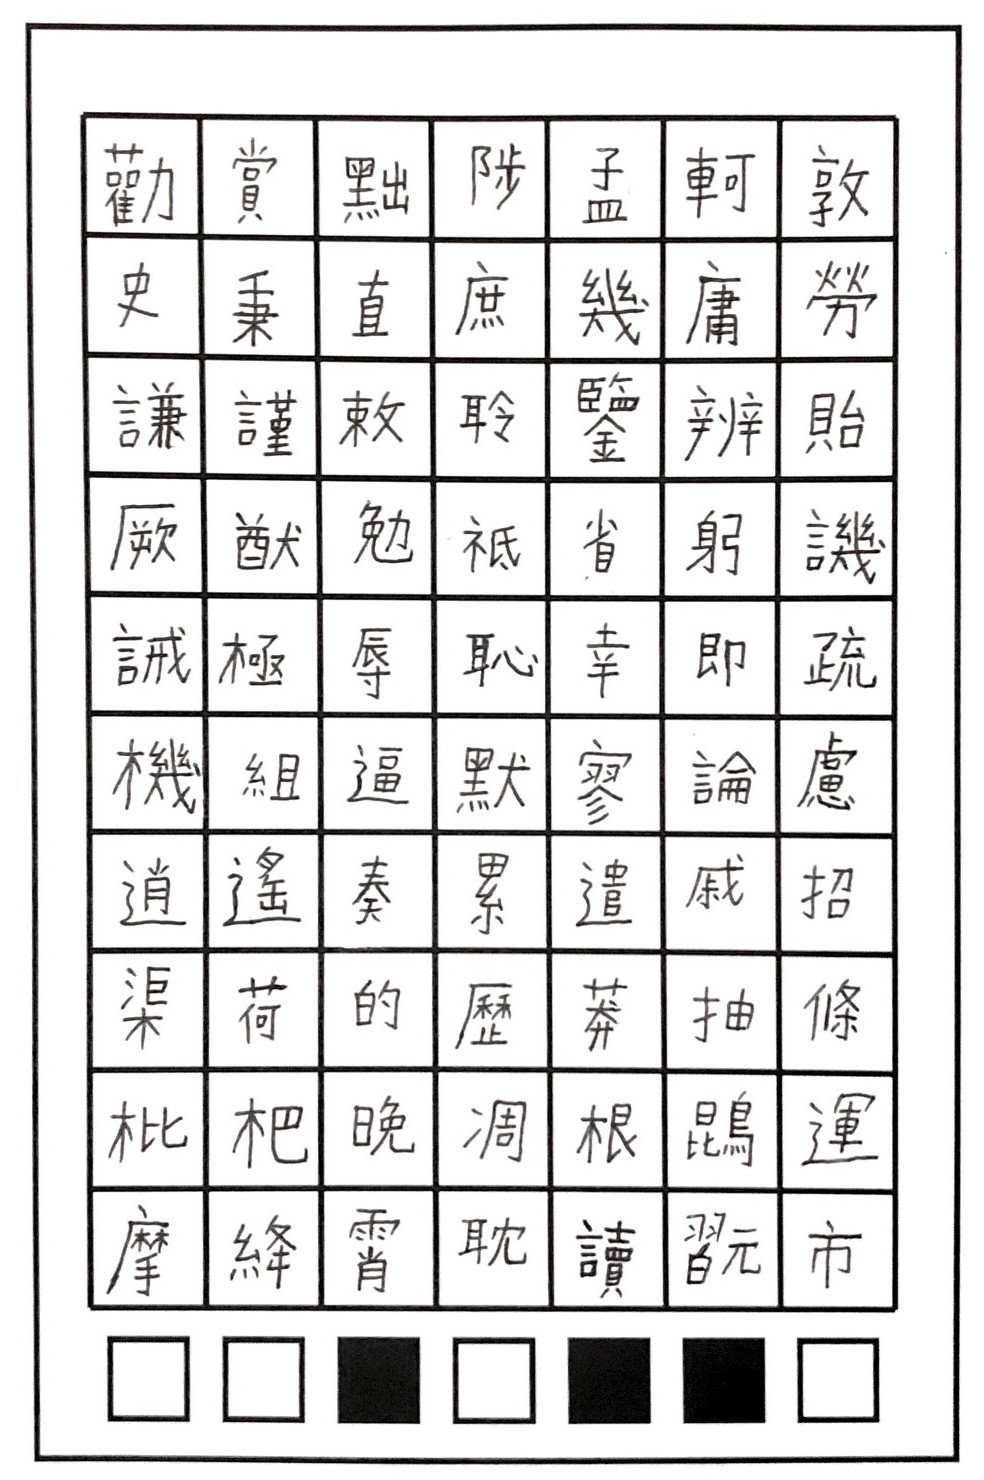 勸賞黜陟孟軻敦
史秉直庶幾庸勞
謙謹敕聆鑒辨貽
厥猷勉祗省躬譏
誡極辱恥幸即疏
機組逼默寥論慮
逍遙奏累遣戚招
渠荷的歷莽抽條
枇杷晚凋根鵾運
摩絳霄耽讀翫市